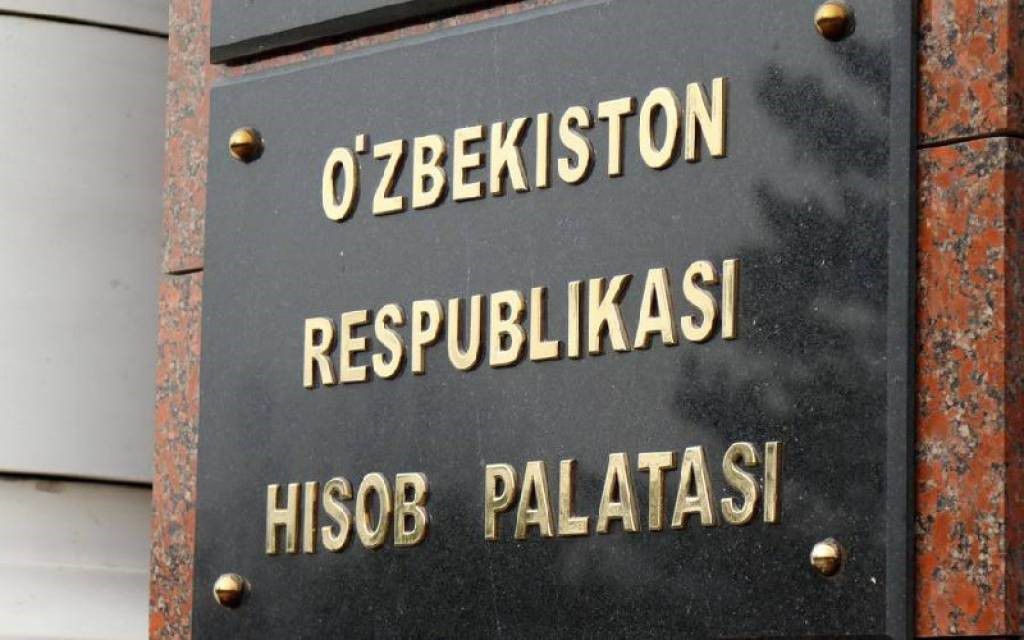 O'ZBEKISTON
RESPUBLIKASI
HISOB PALATASI